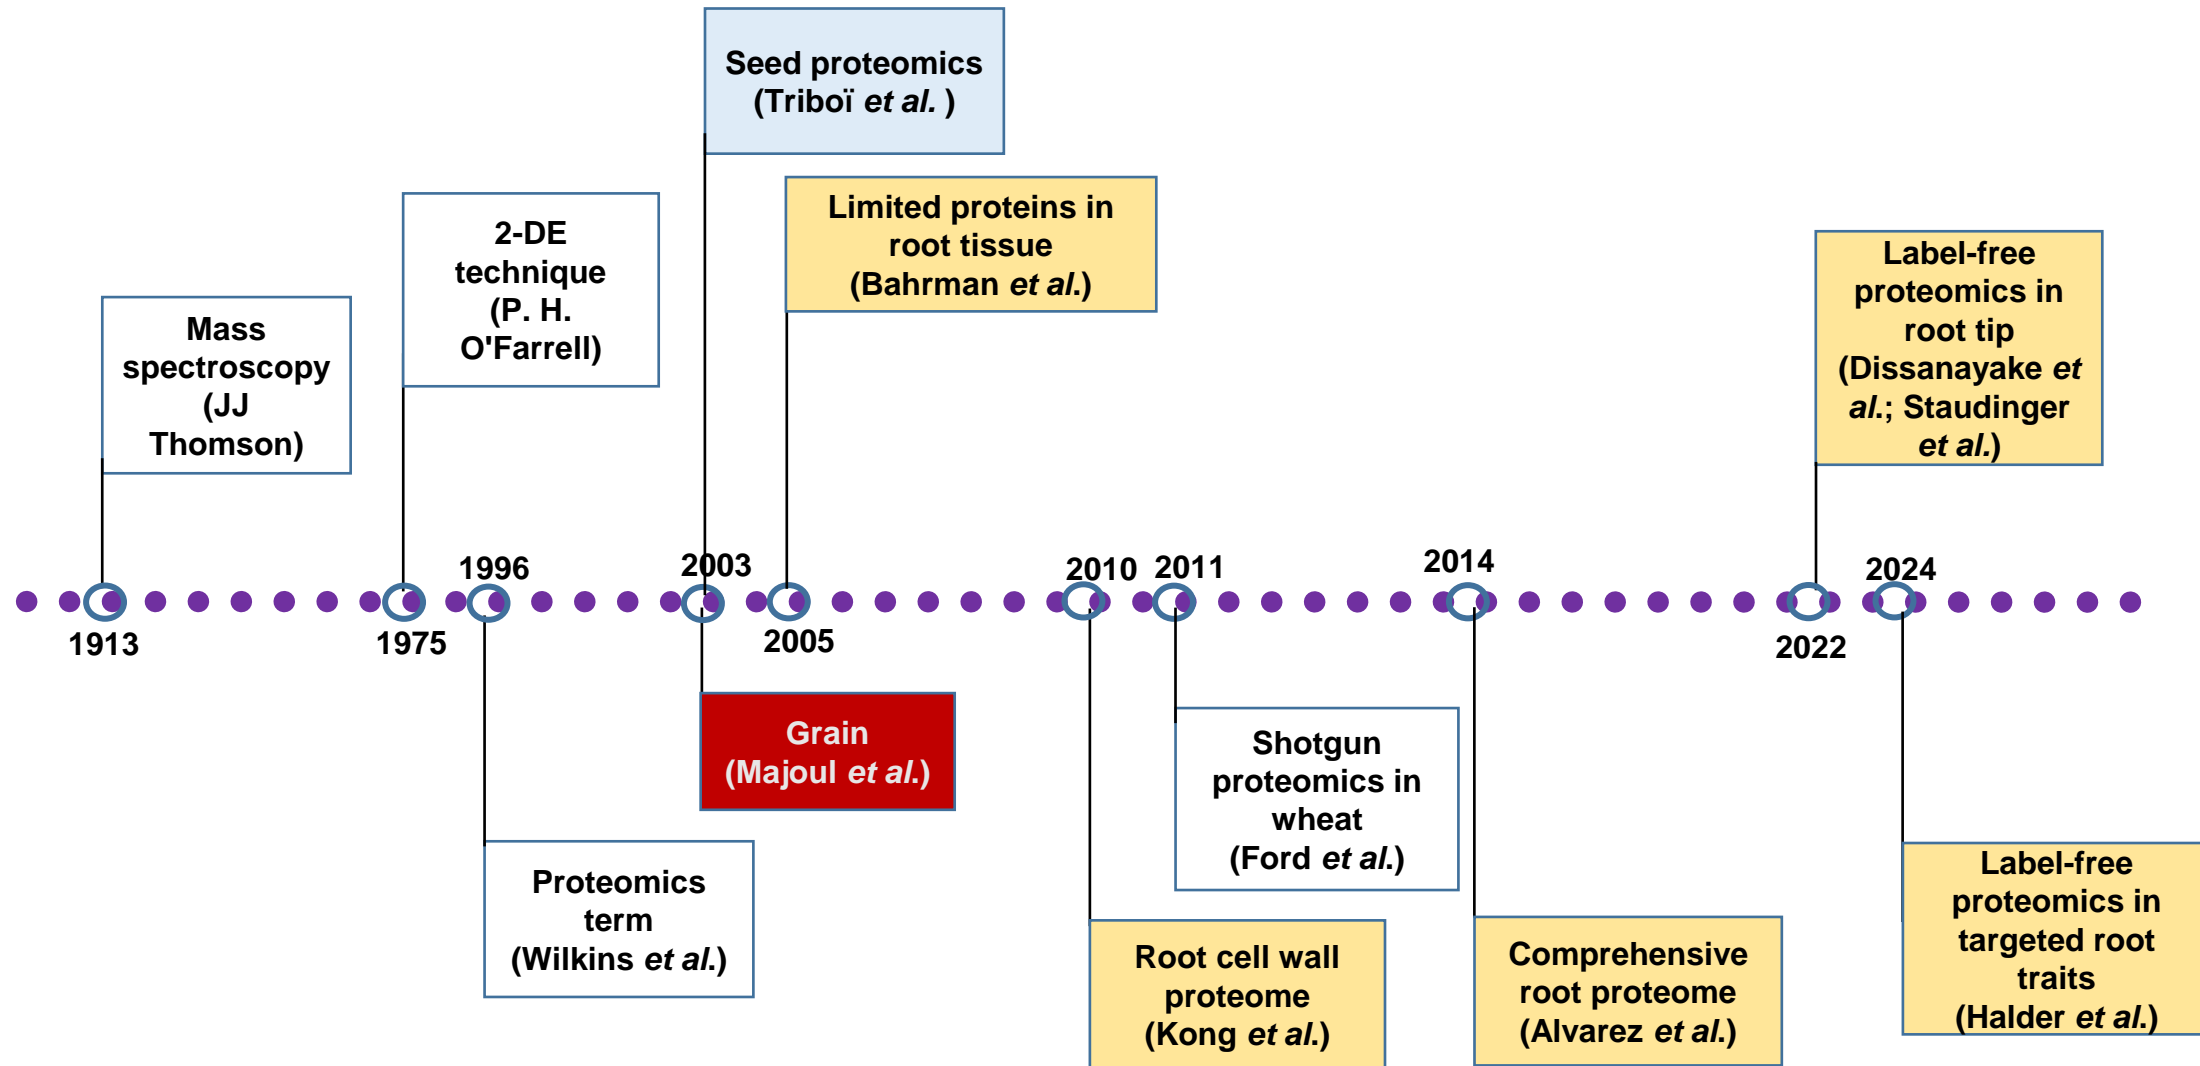 Seed proteomics
(Triboï et al. )
Limited proteins in
root tissue
(Bahrman et al.)
2-DE
technique
(P. H.
O'Farrell)
Label-free
proteomics in
root tip
(Dissanayake et
al.; Staudinger
et al.)
Mass
spectroscopy
(JJ
Thomson)
1996
2003
2010
2011
2014
2024
1913
1975
2005
2022
Grain
(Majoul et al.)
Shotgun
proteomics in
wheat
(Ford et al.)
Proteomics
term
(Wilkins et al.)
Root cell wall
proteome
(Kong et al.)
Comprehensive
root proteome
(Alvarez et al.)
Label-free
proteomics in
targeted root
traits
(Halder et al.)